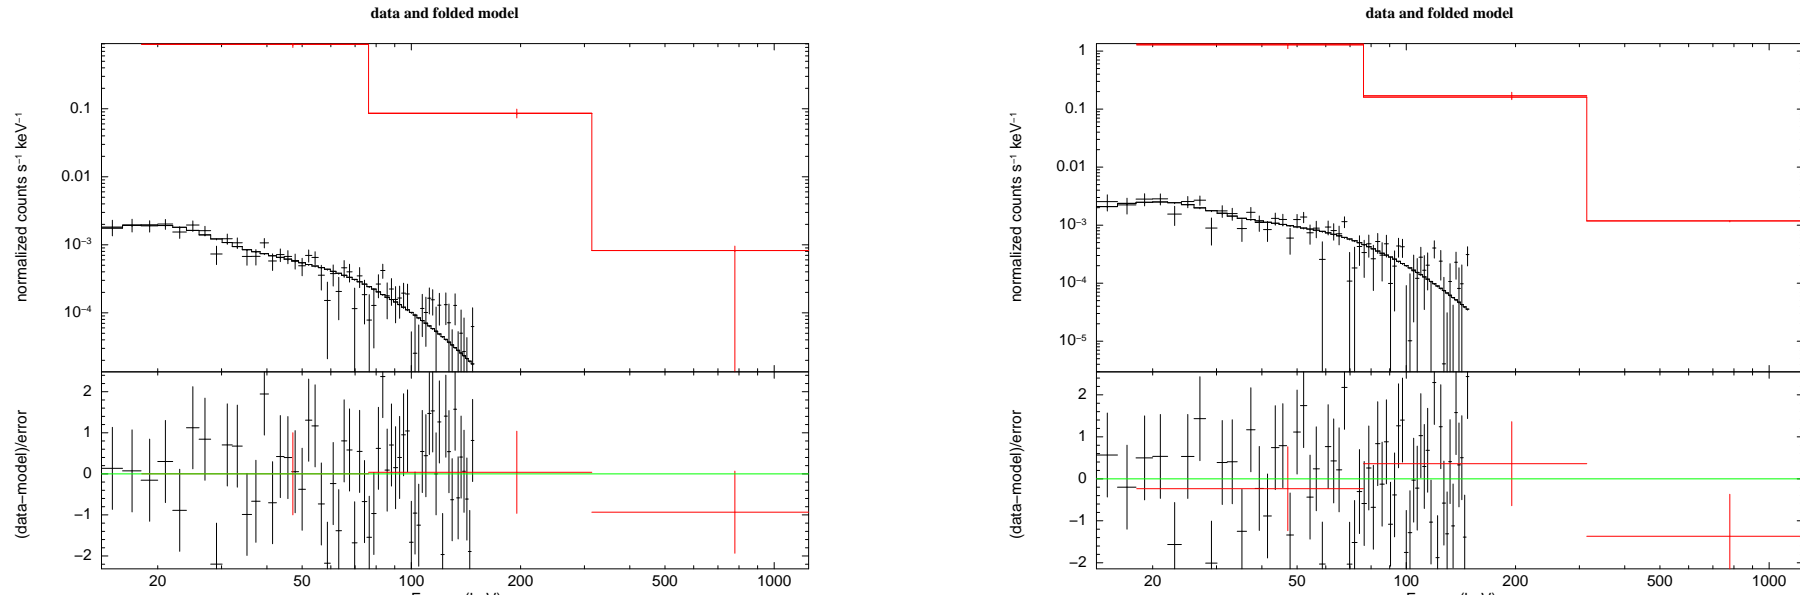 data and folded model
normalized counts s⁻¹ keV⁻¹
0.1
0.01
10⁻³
10⁻⁴
(data−model)/error
2
1
0
−1
−2
20 50 100 200 500 1000
data and folded model
normalized counts s⁻¹ keV⁻¹
1
0.1
0.01
10⁻³
10⁻⁴
10⁻⁵
(data−model)/error
2
1
0
−1
−2
20 50 100 200 500 1000